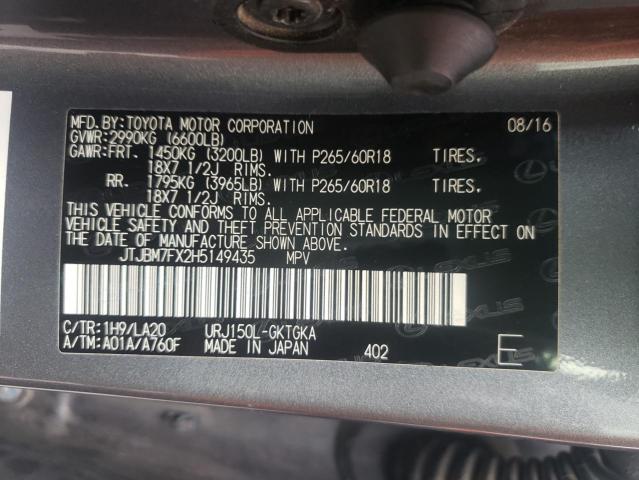 MFD.BY:TOYOTA MOTOR CORPORATION 08/16
GVWR:2990KG (6600LB)
GAWR:FRT. 1450KG (3200LB) WITH P265/60R18 TIRES.
18X7 1/2J RIMS.
RR. 1795KG (3965LB) WITH P265/60R18 TIRES.
18X7 1/2J RIMS.
THIS VEHICLE CONFORMS TO ALL APPLICABLE FEDERAL MOTOR
VEHICLE SAFETY AND THEFT PREVENTION STANDARDS IN EFFECT ON
THE DATE OF MANUFACTURE SHOWN ABOVE.
JTJBM7FX2H5149435 MPV
C/TR:1H9/LA20 URJ150L-GKTGKA
A/TM:A01A/A760F MADE IN JAPAN 402 E